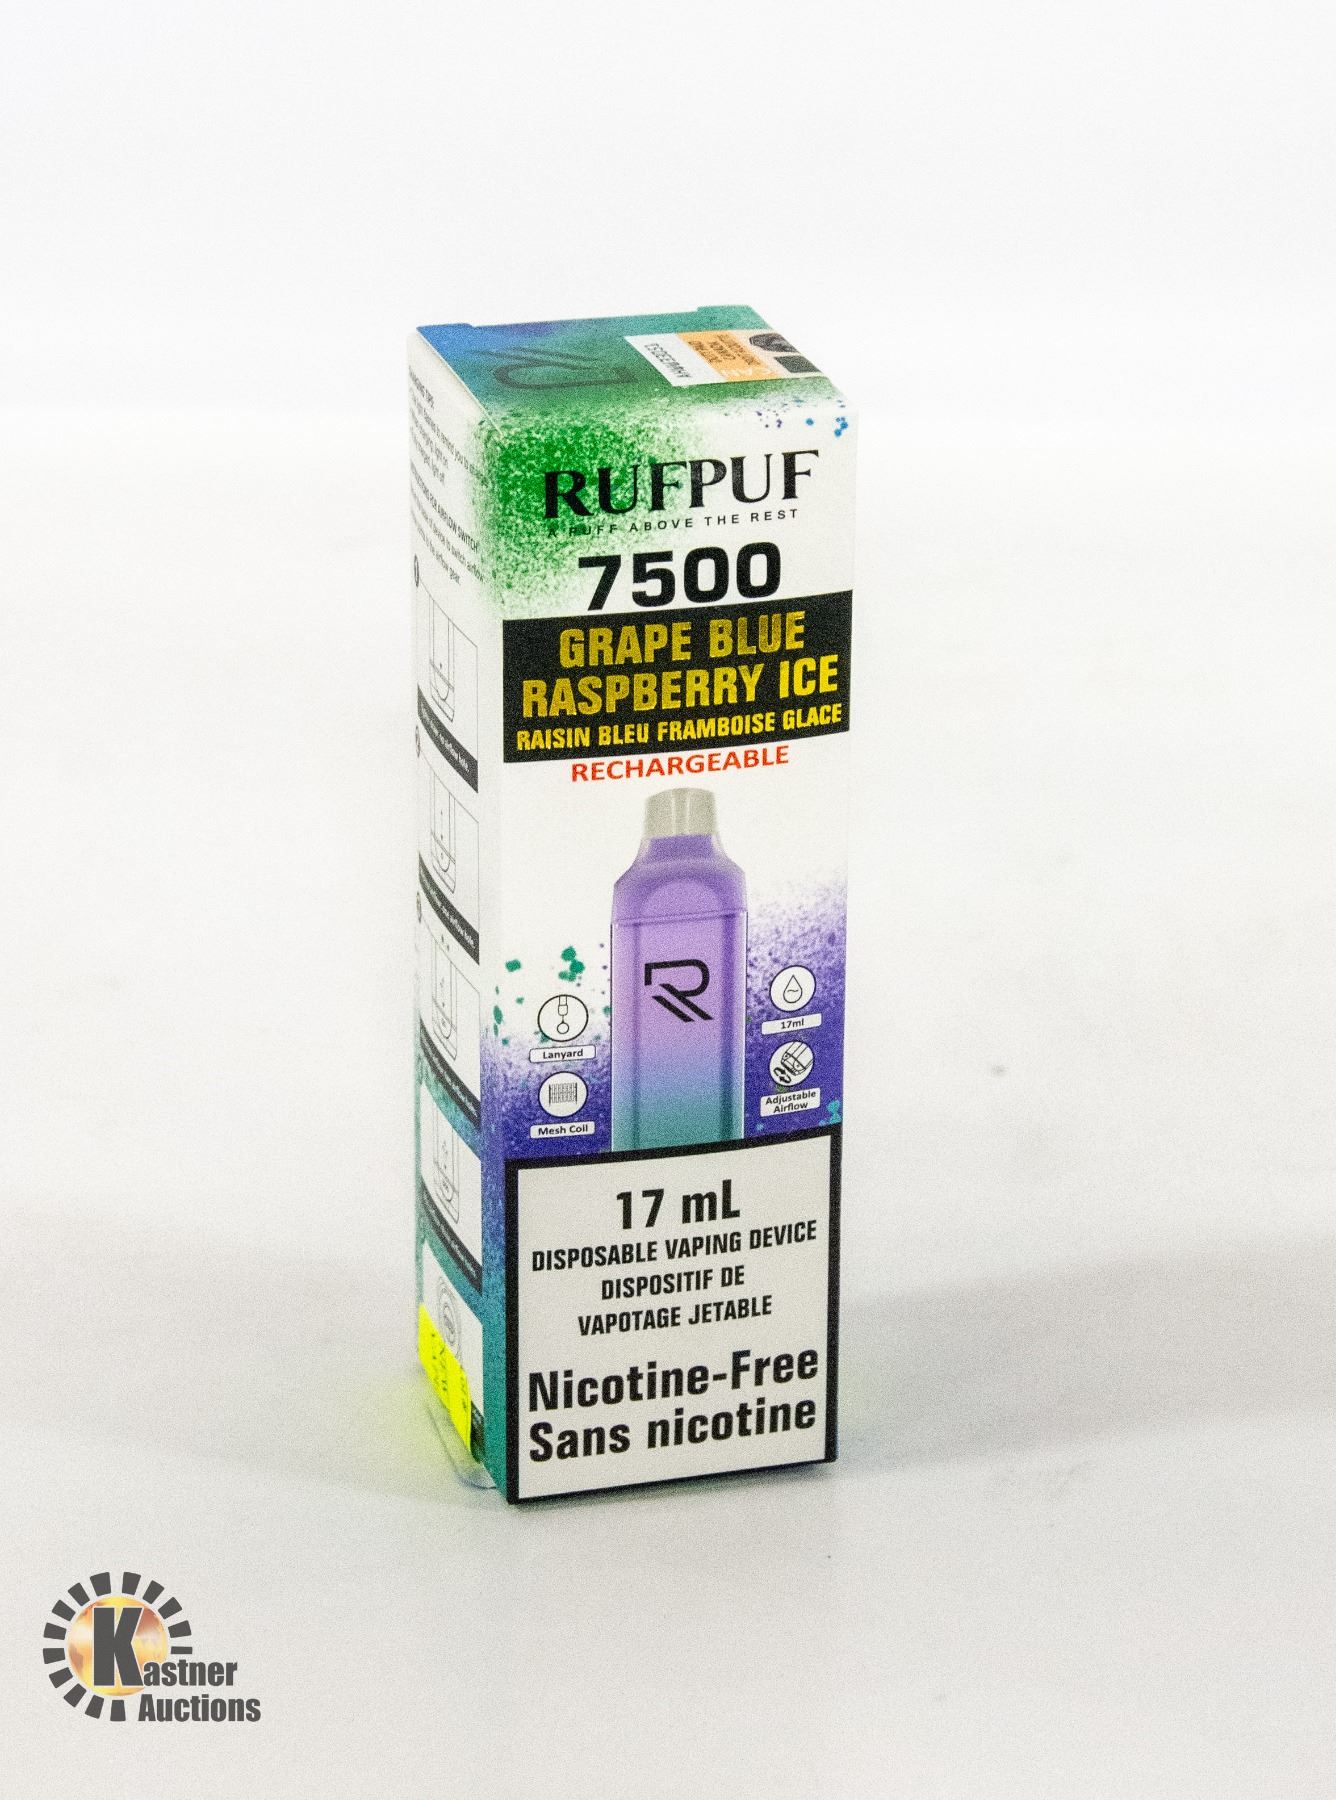 RUFPUF
A PUFF ABOVE THE REST
7500
GRAPE BLUE
RASPBERRY ICE
RAISIN BLEU FRAMBOISE GLACE
RECHARGEABLE
R
Lanyard
Mesh Coil
17ml
Adjustable
Airflow
17 mL
DISPOSABLE VAPING DEVICE
DISPOSITIF DE
VAPOTAGE JETABLE
Nicotine-Free
Sans nicotine
Kastner
Auctions